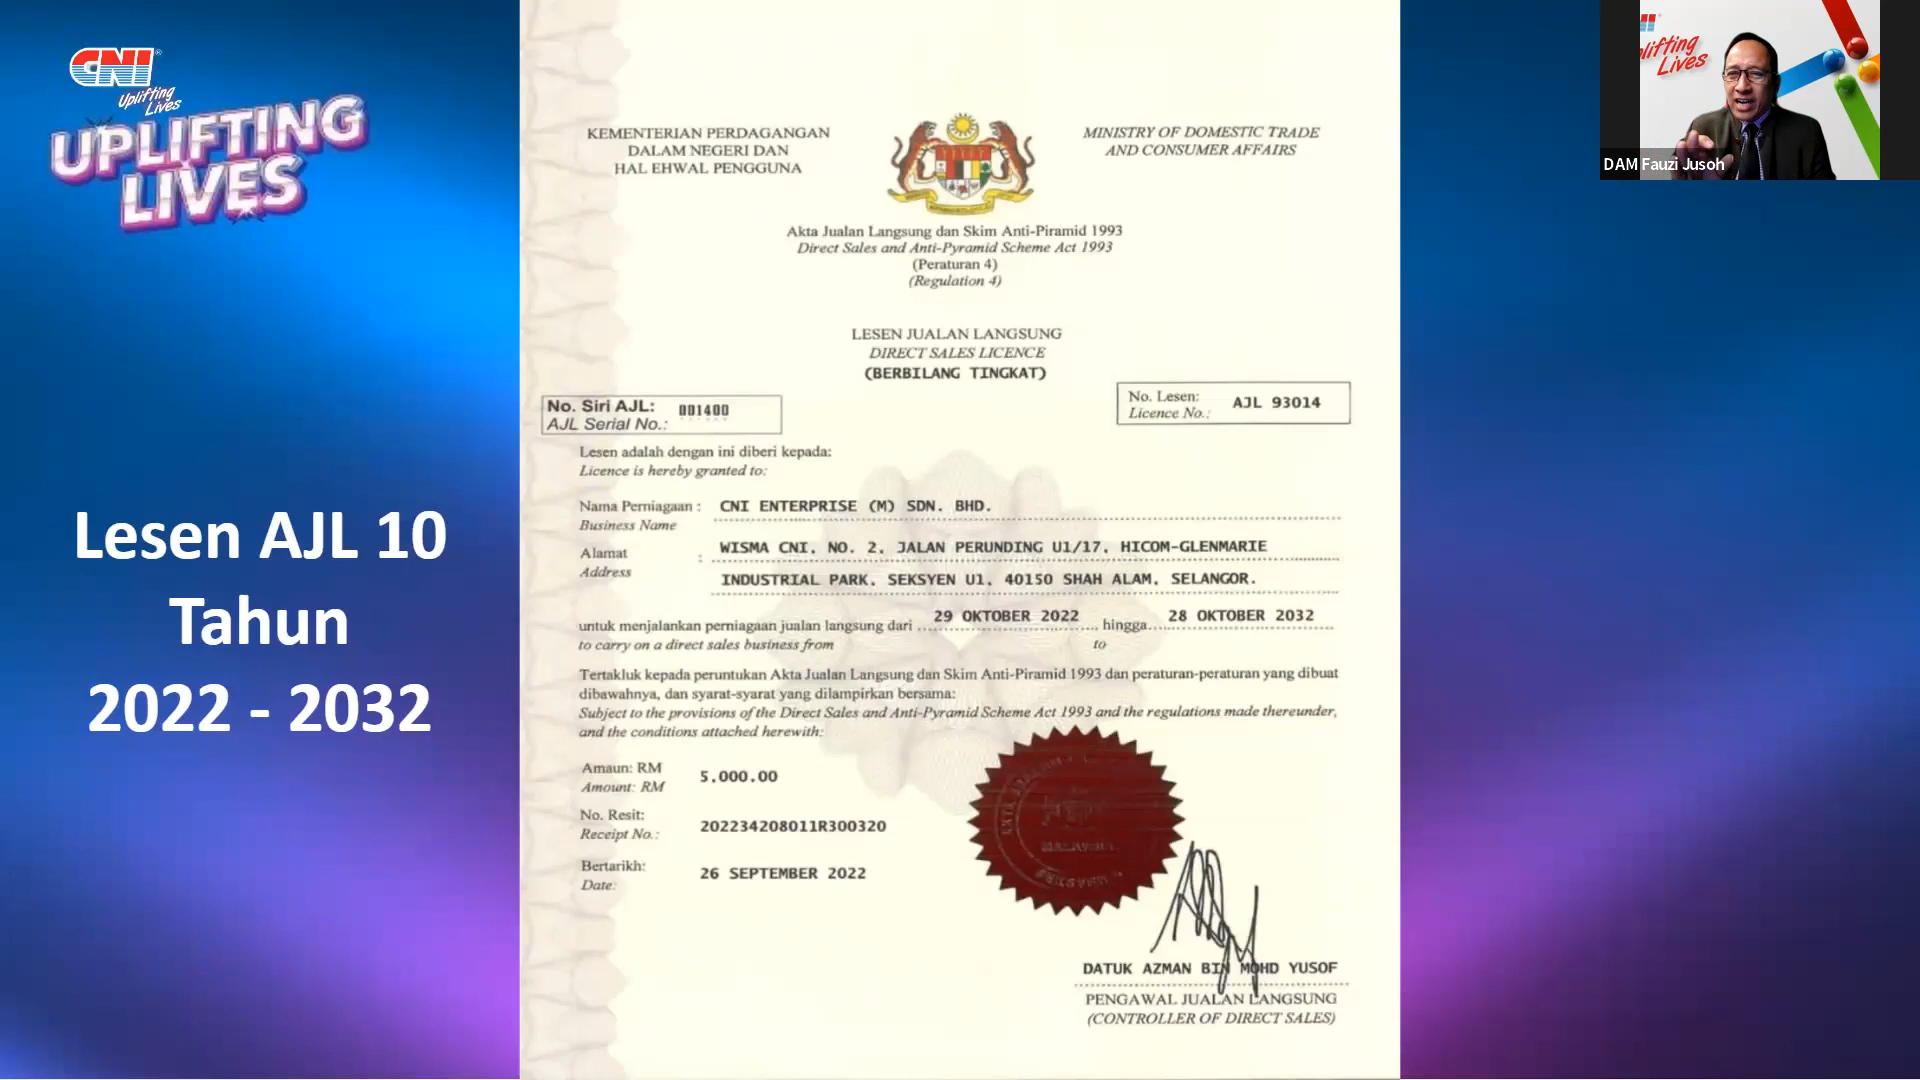 CNI®
Uplifting
Lives
UPLIFTING
LIVES
Lesen AJL 10
Tahun
2022 - 2032
KEMENTERIAN PERDAGANGAN
DALAM NEGERI DAN
HAL EHWAL PENGGUNA
MINISTRY OF DOMESTIC TRADE
AND CONSUMER AFFAIRS
Akta Jualan Langsung dan Skim Anti-Piramid 1993
Direct Sales and Anti-Pyramid Scheme Act 1993
(Peraturan 4)
(Regulation 4)
LESEN JUALAN LANGSUNG
DIRECT SALES LICENCE
(BERBILANG TINGKAT)
No. Siri AJL: 001400
AJL Serial No.:
No. Lesen: AJL 93014
Licence No.:
Lesen adalah dengan ini diberi kepada:
Licence is hereby granted to:
Nama Perniagaan : CNI ENTERPRISE (M) SDN. BHD.
Business Name
Alamat : WISMA CNI, NO. 2, JALAN PERUNDING U1/17, HICOM-GLENMARIE
Address INDUSTRIAL PARK, SEKSYEN U1, 40150 SHAH ALAM, SELANGOR.
untuk menjalankan perniagaan jualan langsung dari 29 OKTOBER 2022 hingga 28 OKTOBER 2032
to carry on a direct sales business from to
Tertakluk kepada peruntukan Akta Jualan Langsung dan Skim Anti-Piramid 1993 dan peraturan-peraturan yang dibuat
dibawahnya, dan syarat-syarat yang dilampirkan bersama:
Subject to the provisions of the Direct Sales and Anti-Pyramid Scheme Act 1993 and the regulations made thereunder,
and the conditions attached herewith:
Amaun: RM 5.000.00
Amount: RM
No. Resit: 202234208011R300320
Receipt No.:
Bertarikh: 26 SEPTEMBER 2022
Date:
MALAYSIA
DATUK AZMAN BIN MOHD YUSOF
PENGAWAL JUALAN LANGSUNG
(CONTROLLER OF DIRECT SALES)
Lives
DAM Fauzi Jusoh